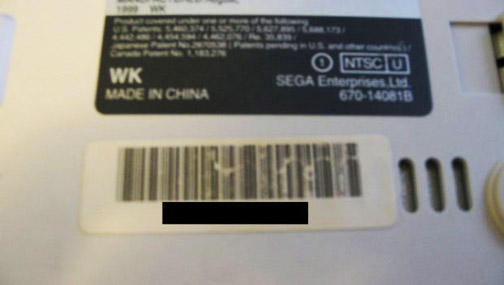 MANUFACTURED August,
1999 WK
Product covered under one or more of the following
U.S. Patents: 5,460,374 / 5,525,770 / 5,627,895 / 5,688,173 /
4,442,486 / 4,454,594 / 4,462,076 / Re. 35,839 /
Japanese Patent No.2870538 (Patents pending in U.S. and other countries) /
Canada Patent No. 1,183,276
1 NTSC U
WK
SEGA Enterprises,Ltd.
MADE IN CHINA
670-14081B